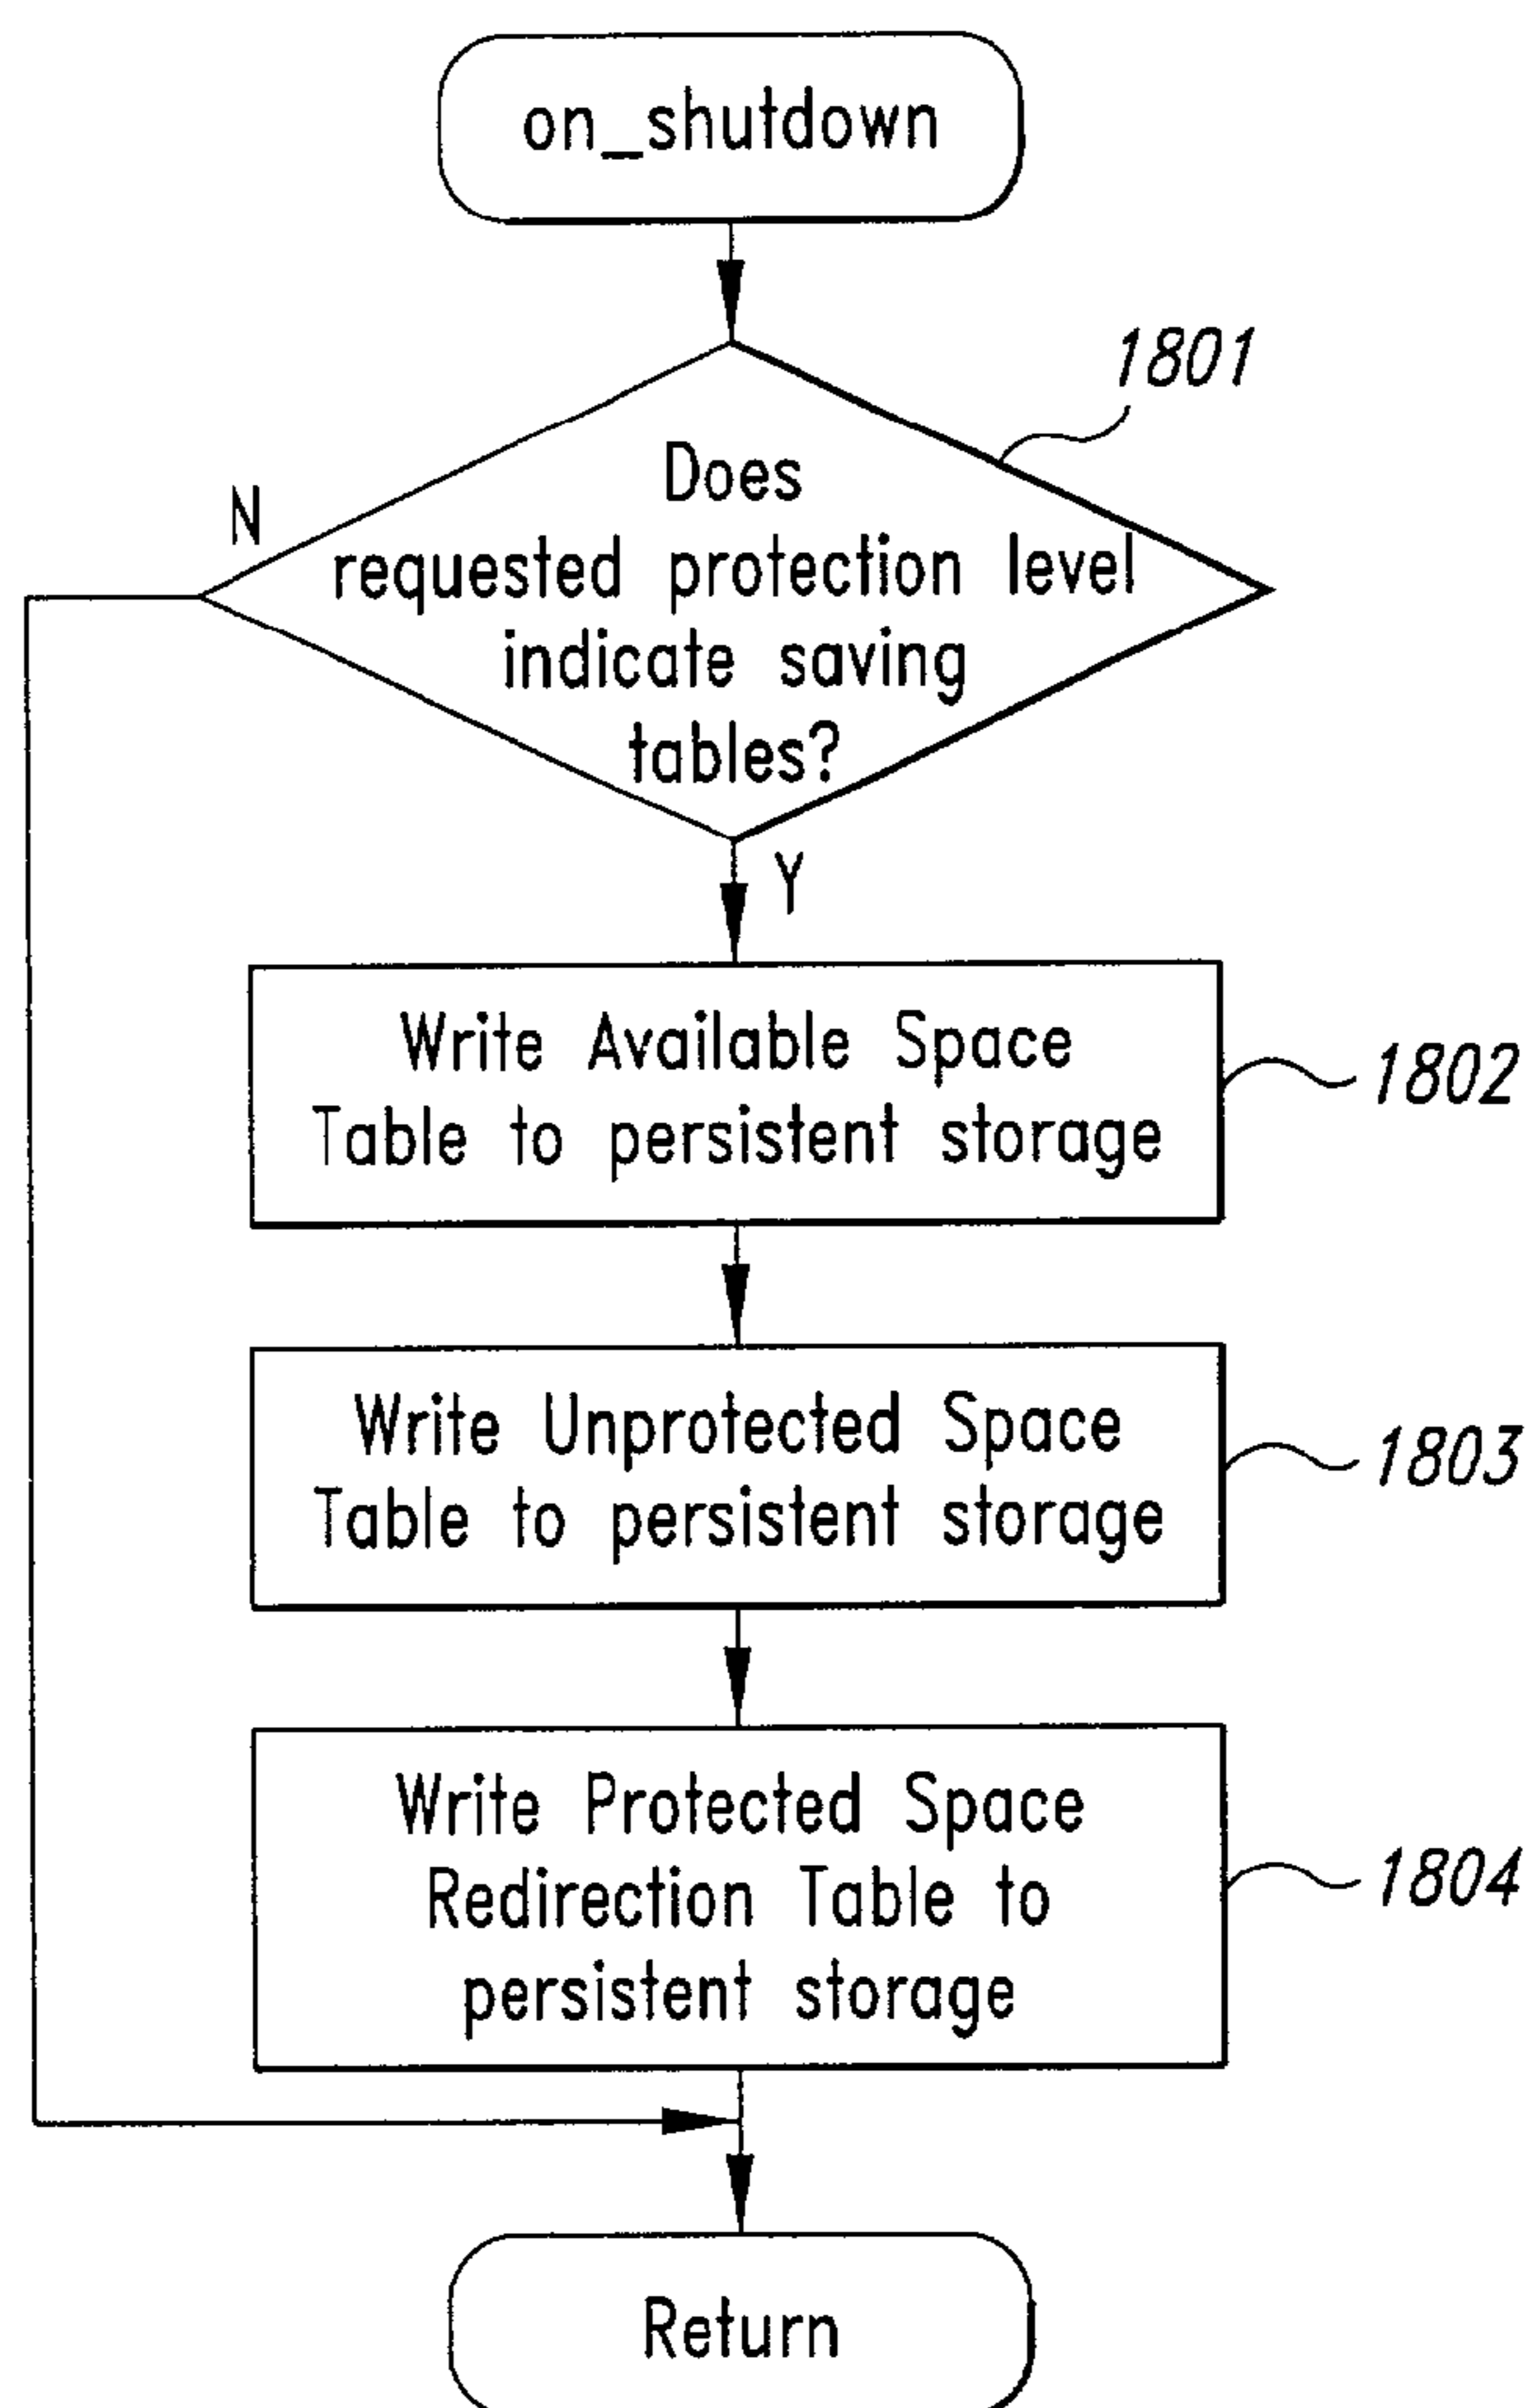 on_shutdown
1801
Does
N
requested protection level
indicate saving
tables?
Y
Write Available Space
Table to persistent storage
1802
Write Unprotected Space
Table to persistent storage
1803
Write Protected Space
Redirection Table to
persistent storage
1804
Return